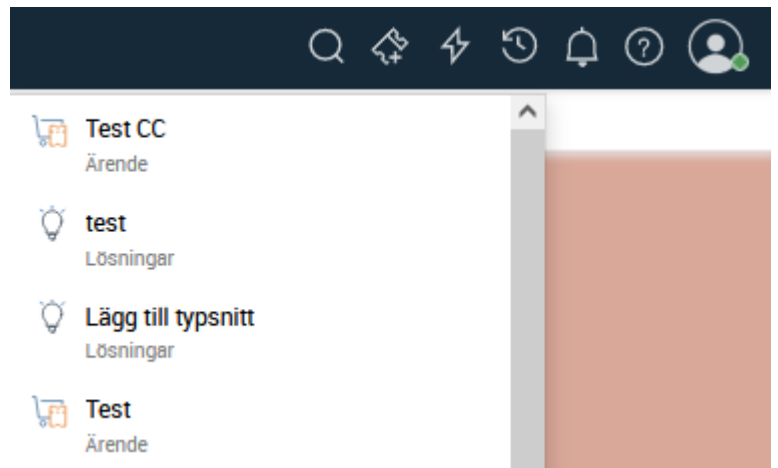 Test CC
Ärende
test
Lösningar
Lägg till typsnitt
Lösningar
Test
Ärende